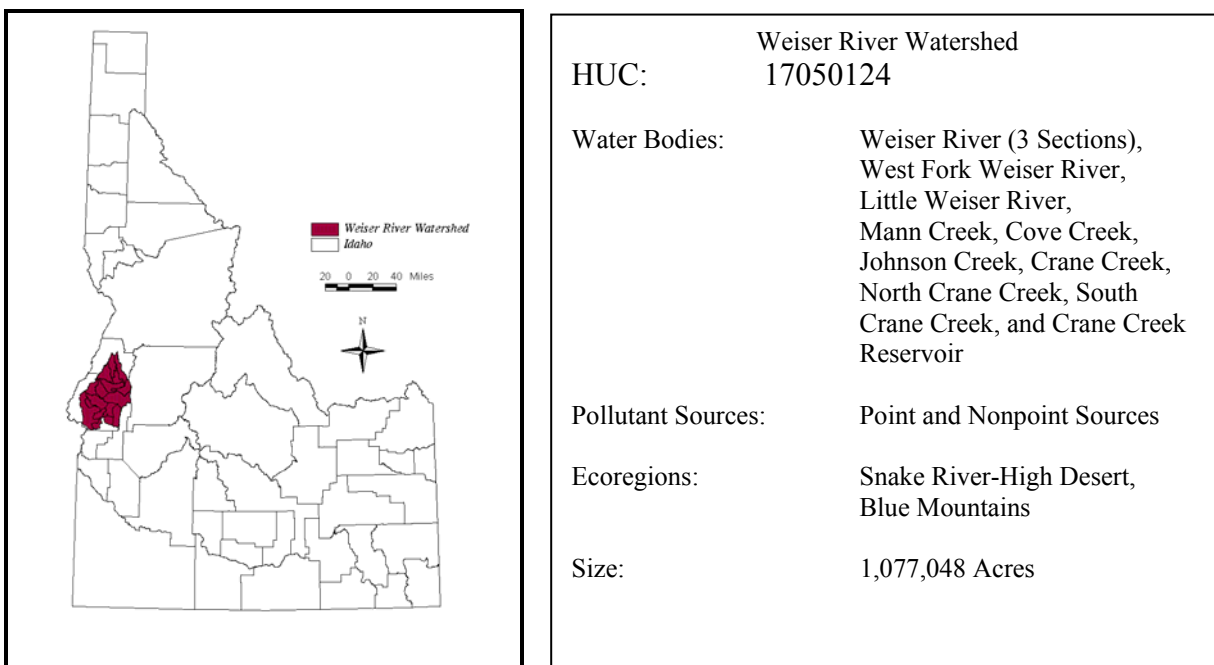 Weiser River Watershed
Idaho
20 0 20 40 Miles
N
Weiser River Watershed
HUC: 17050124
Water Bodies: Weiser River (3 Sections),
West Fork Weiser River,
Little Weiser River,
Mann Creek, Cove Creek,
Johnson Creek, Crane Creek,
North Crane Creek, South
Crane Creek, and Crane Creek
Reservoir
Pollutant Sources: Point and Nonpoint Sources
Ecoregions: Snake River-High Desert,
Blue Mountains
Size: 1,077,048 Acres